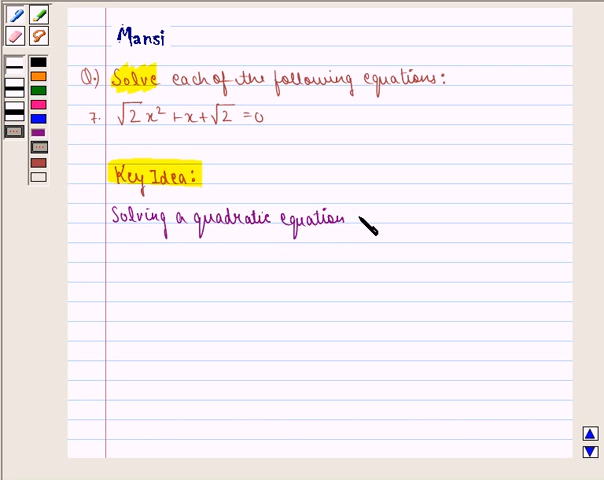 Mansi
Q.) Solve each of the following equations:
7. √2 x² + x + √2 = 0
Key Idea:
Solving a quadratic equation